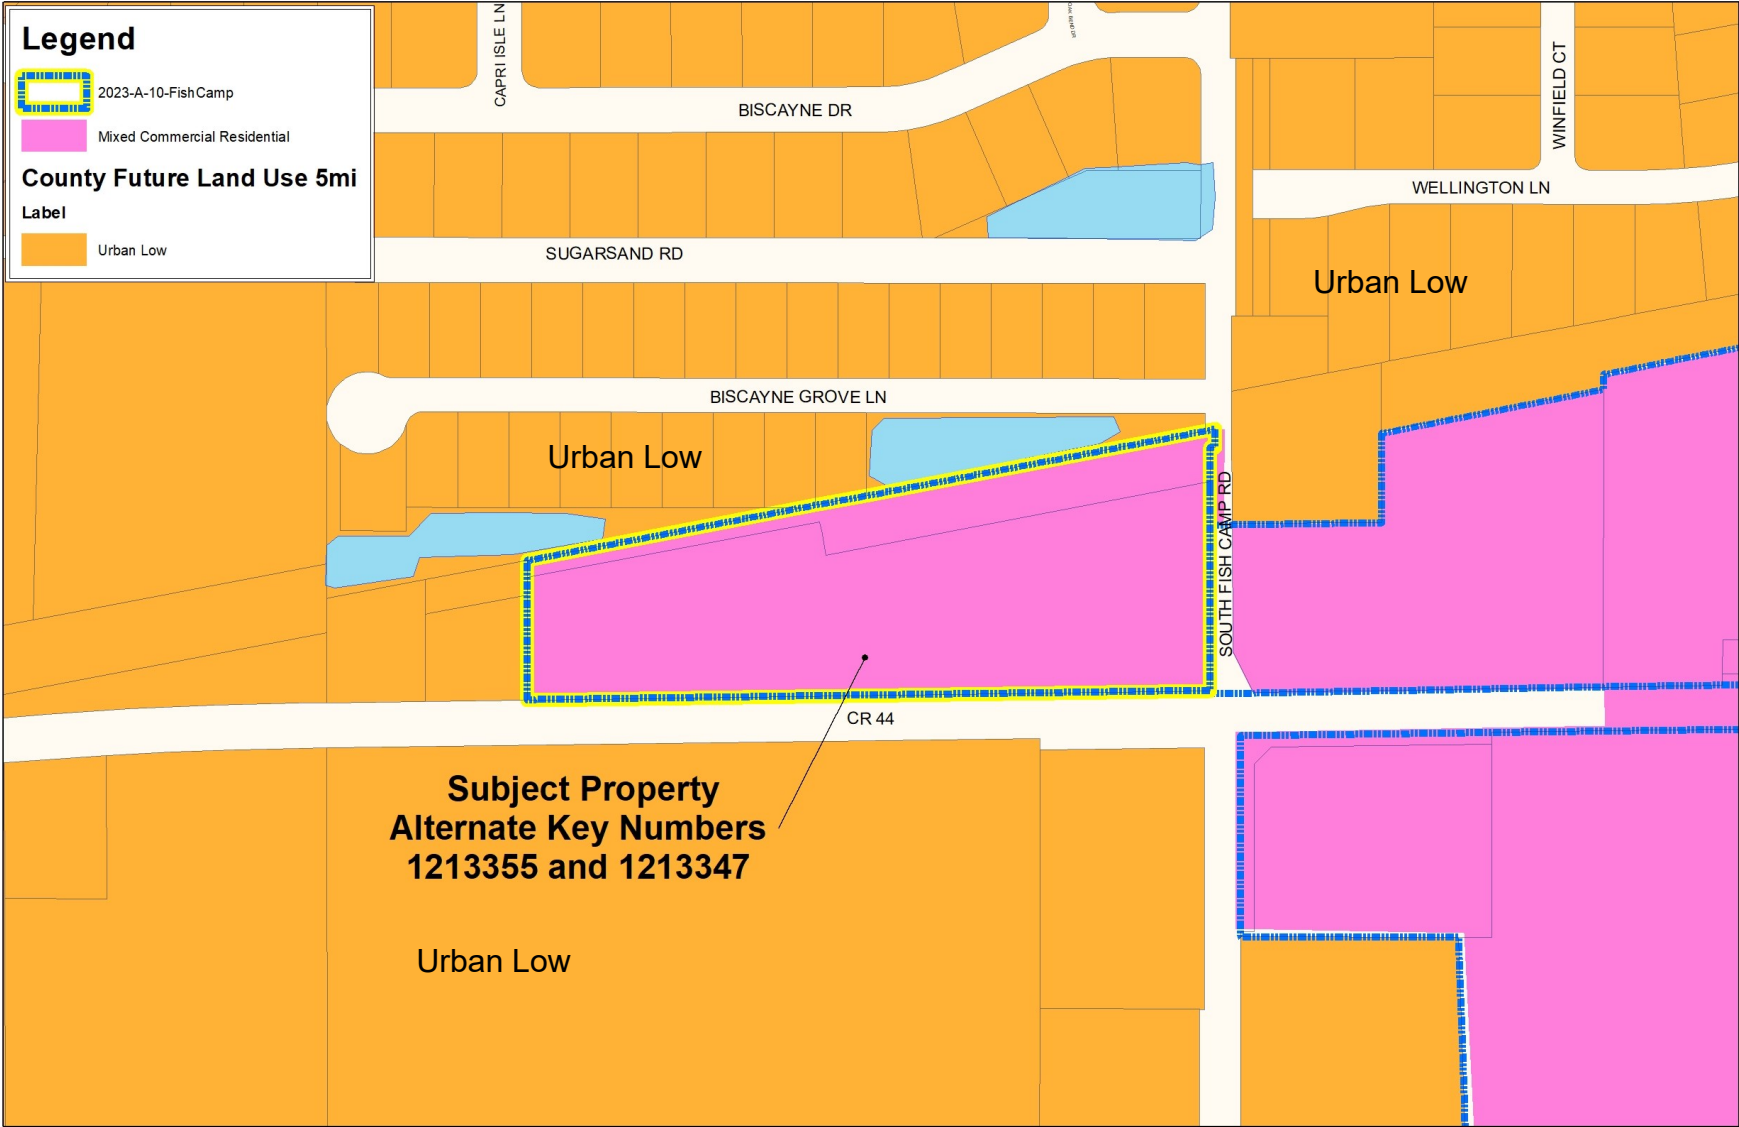 Legend
2023-A-10-FishCamp
Mixed Commercial Residential
County Future Land Use 5mi
Label
Urban Low
CAPRI ISLE LN
BISCAYNE DR
WINFIELD CT
WELLINGTON LN
SUGARSAND RD
Urban Low
BISCAYNE GROVE LN
Urban Low
SOUTH FISH CAMP RD
CR 44
Subject Property
Alternate Key Numbers
1213355 and 1213347
Urban Low